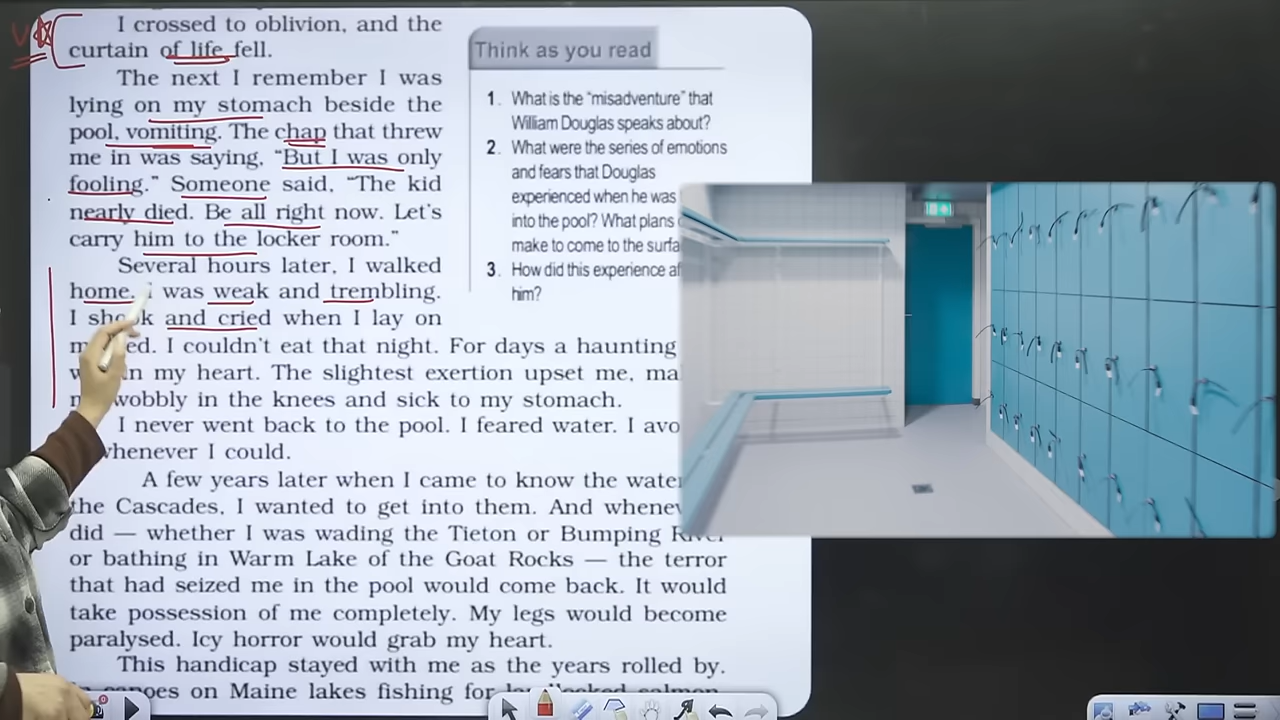 I crossed to oblivion, and the
curtain of life fell.
The next I remember I was
lying on my stomach beside the
pool, vomiting. The chap that threw
me in was saying, “But I was only
fooling.” Someone said, “The kid
nearly died. Be all right now. Let’s
carry him to the locker room.”
Several hours later, I walked
home. I was weak and trembling.
I shook and cried when I lay on
I couldn’t eat that night. For days a haunting
in my heart. The slightest exertion upset me,
wobbly in the knees and sick to my stomach.
I never went back to the pool. I feared water. I
whenever I could.
A few years later when I came to know the
the Cascades, I wanted to get into them. And
did — whether I was wading the Tieton or Bumping River
or bathing in Warm Lake of the Goat Rocks — the terror
that had seized me in the pool would come back. It would
take possession of me completely. My legs would become
paralysed. Icy horror would grab my heart.
This handicap stayed with me as the years rolled by.
canoes on Maine lakes fishing for salmon,
Think as you read
1. What is the “misadventure” that
William Douglas speaks about?
2. What were the series of emotions
and fears that Douglas
experienced when he was
into the pool? What plans
make to come to the
3. How did this experience
him?